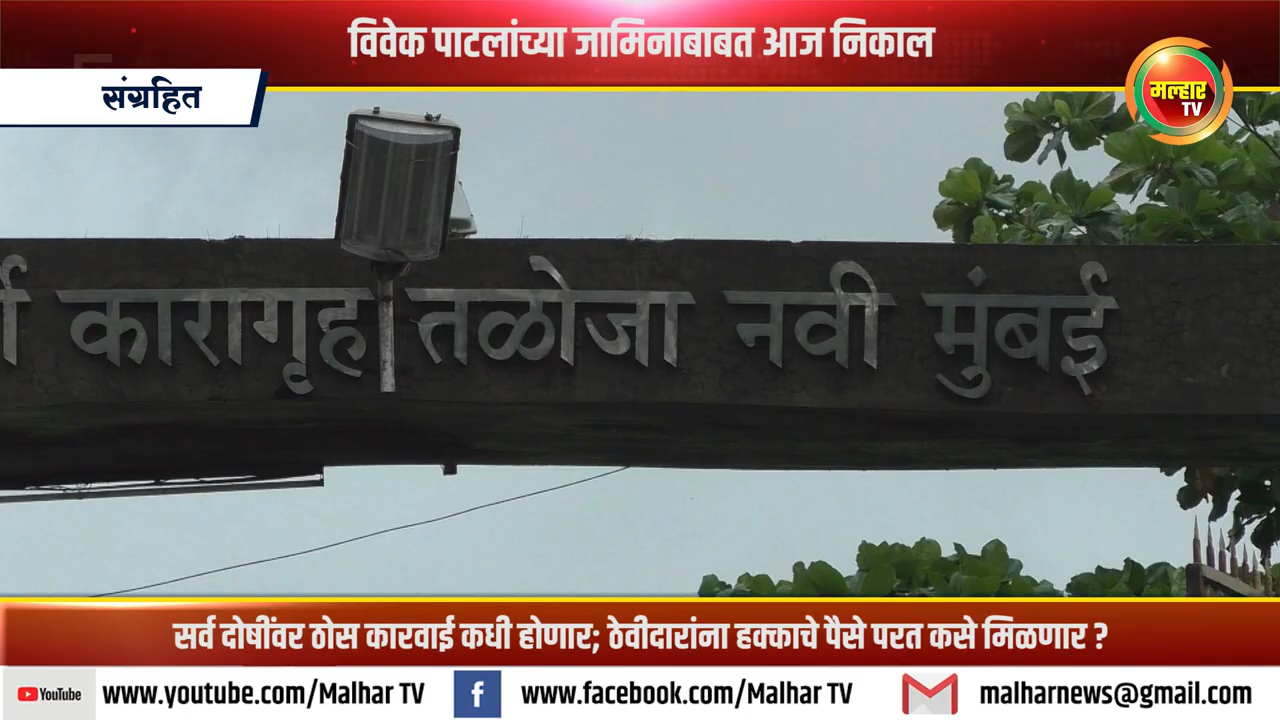 विवेक पाटलांच्या जामिनाबाबत आज निकाल
संग्रहित
मल्हार
TV
कारागृह तळोजा नवी मुंबई
सर्व दोषींवर ठोस कारवाई कधी होणार; ठेवीदारांना हक्काचे पैसे परत कसे मिळणार ?
YouTube www.youtube.com/Malhar TV www.facebook.com/Malhar TV malharnews@gmail.com